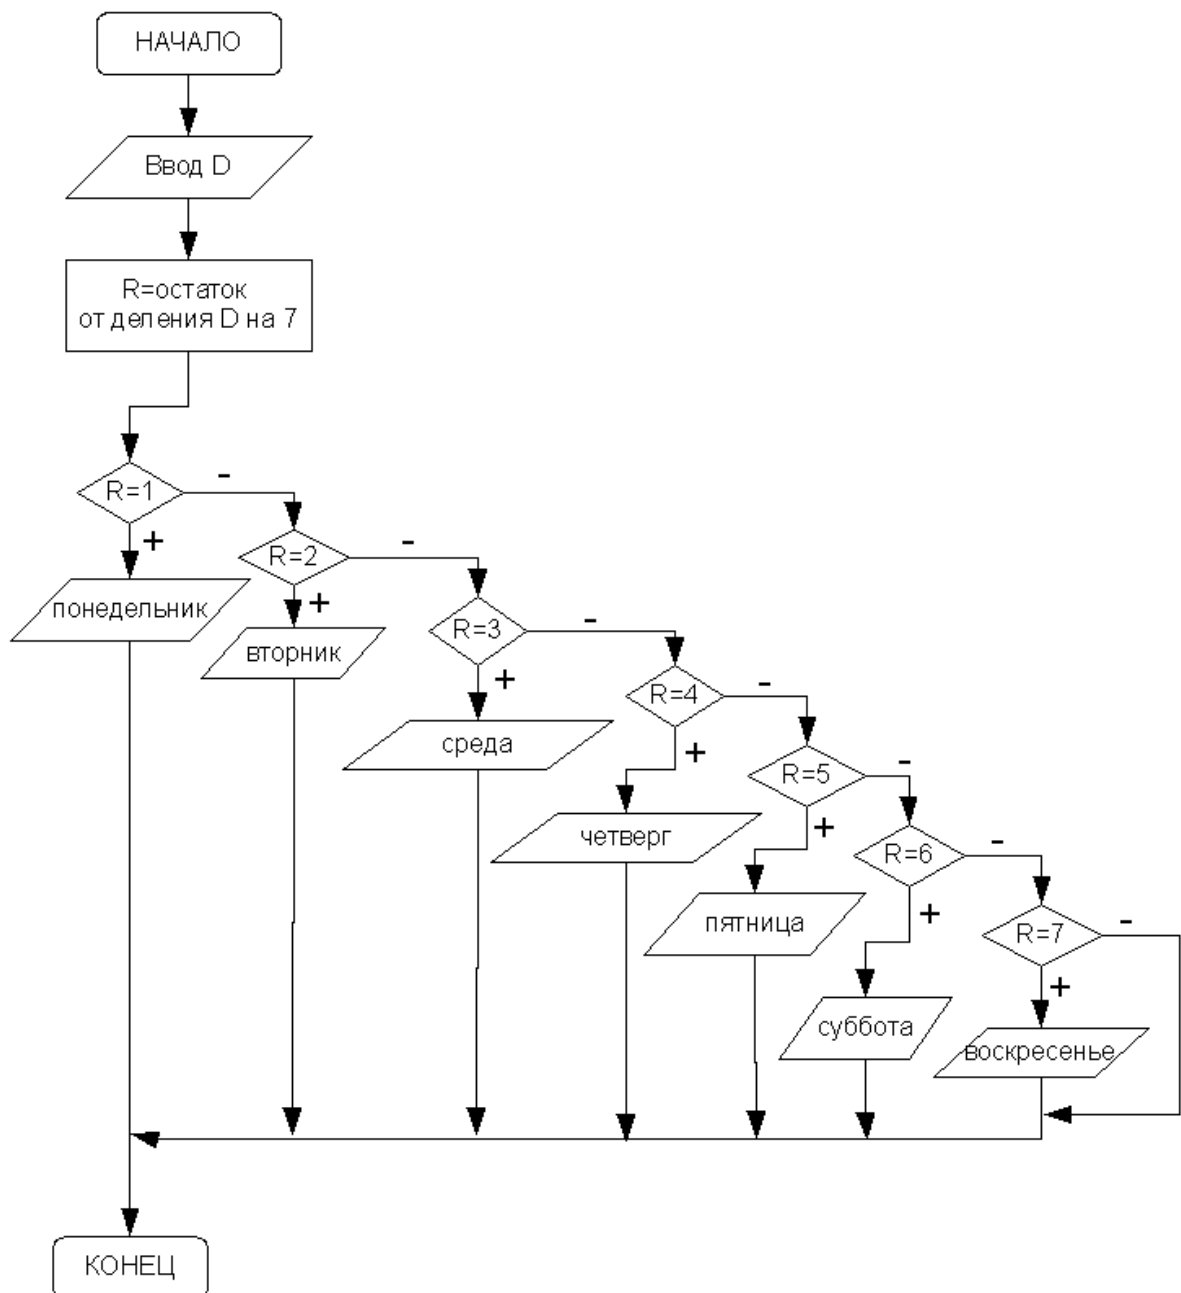 НАЧАЛО
Ввод D
R=остаток
от деления D на 7
R=1
-
+
понедельник
R=2
-
+
вторник
R=3
-
+
среда
R=4
-
+
четверг
R=5
-
+
пятница
R=6
-
+
суббота
R=7
-
+
воскресенье
КОНЕЦ